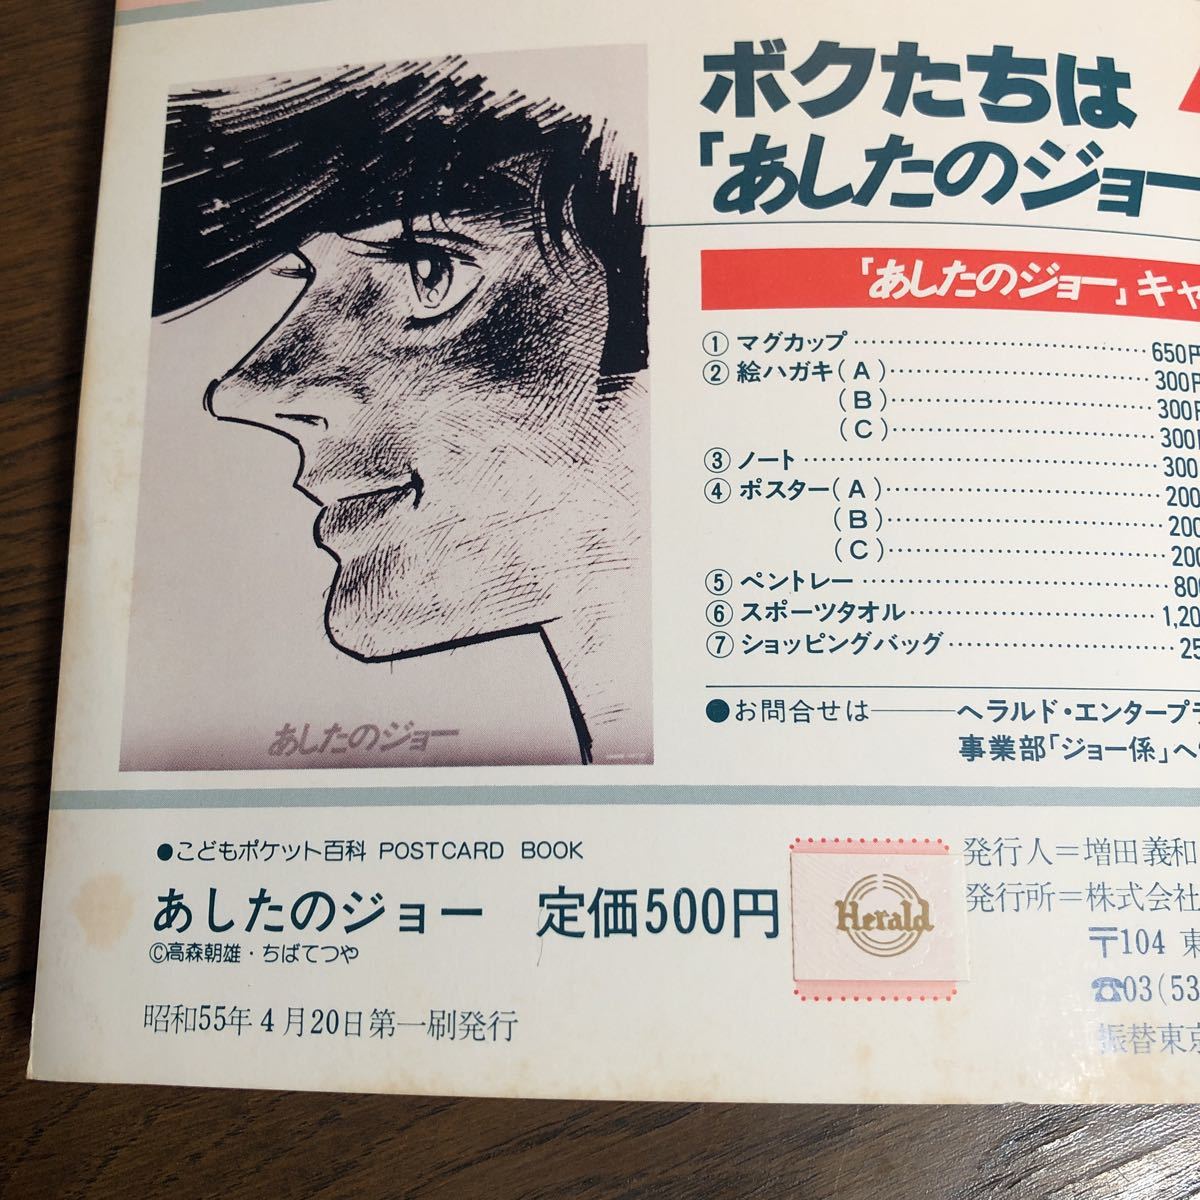 ボクたちは
「あしたのジョー
「あしたのジョー」キャ
①マグカップ…………650円
②絵ハガキ(A)…………300円
(B)…………300円
(C)…………300円
③ノート…………300
④ポスター(A)…………200
(B)…………200
(C)…………200
⑤ペントレー…………800
⑥スポーツタオル…………1,20
⑦ショッピングバッグ…………25
●お問合せは――ヘラルド・エンタープラ
事業部「ジョー係」へ
あしたのジョー
●こどもポケット百科 POSTCARD BOOK
あしたのジョー 定価500円
©高森朝雄・ちばてつや
昭和55年4月20日第一刷発行
Herald
発行人=増田義和
発行所=株式会社
〒104 東
☎03(53
振替東京